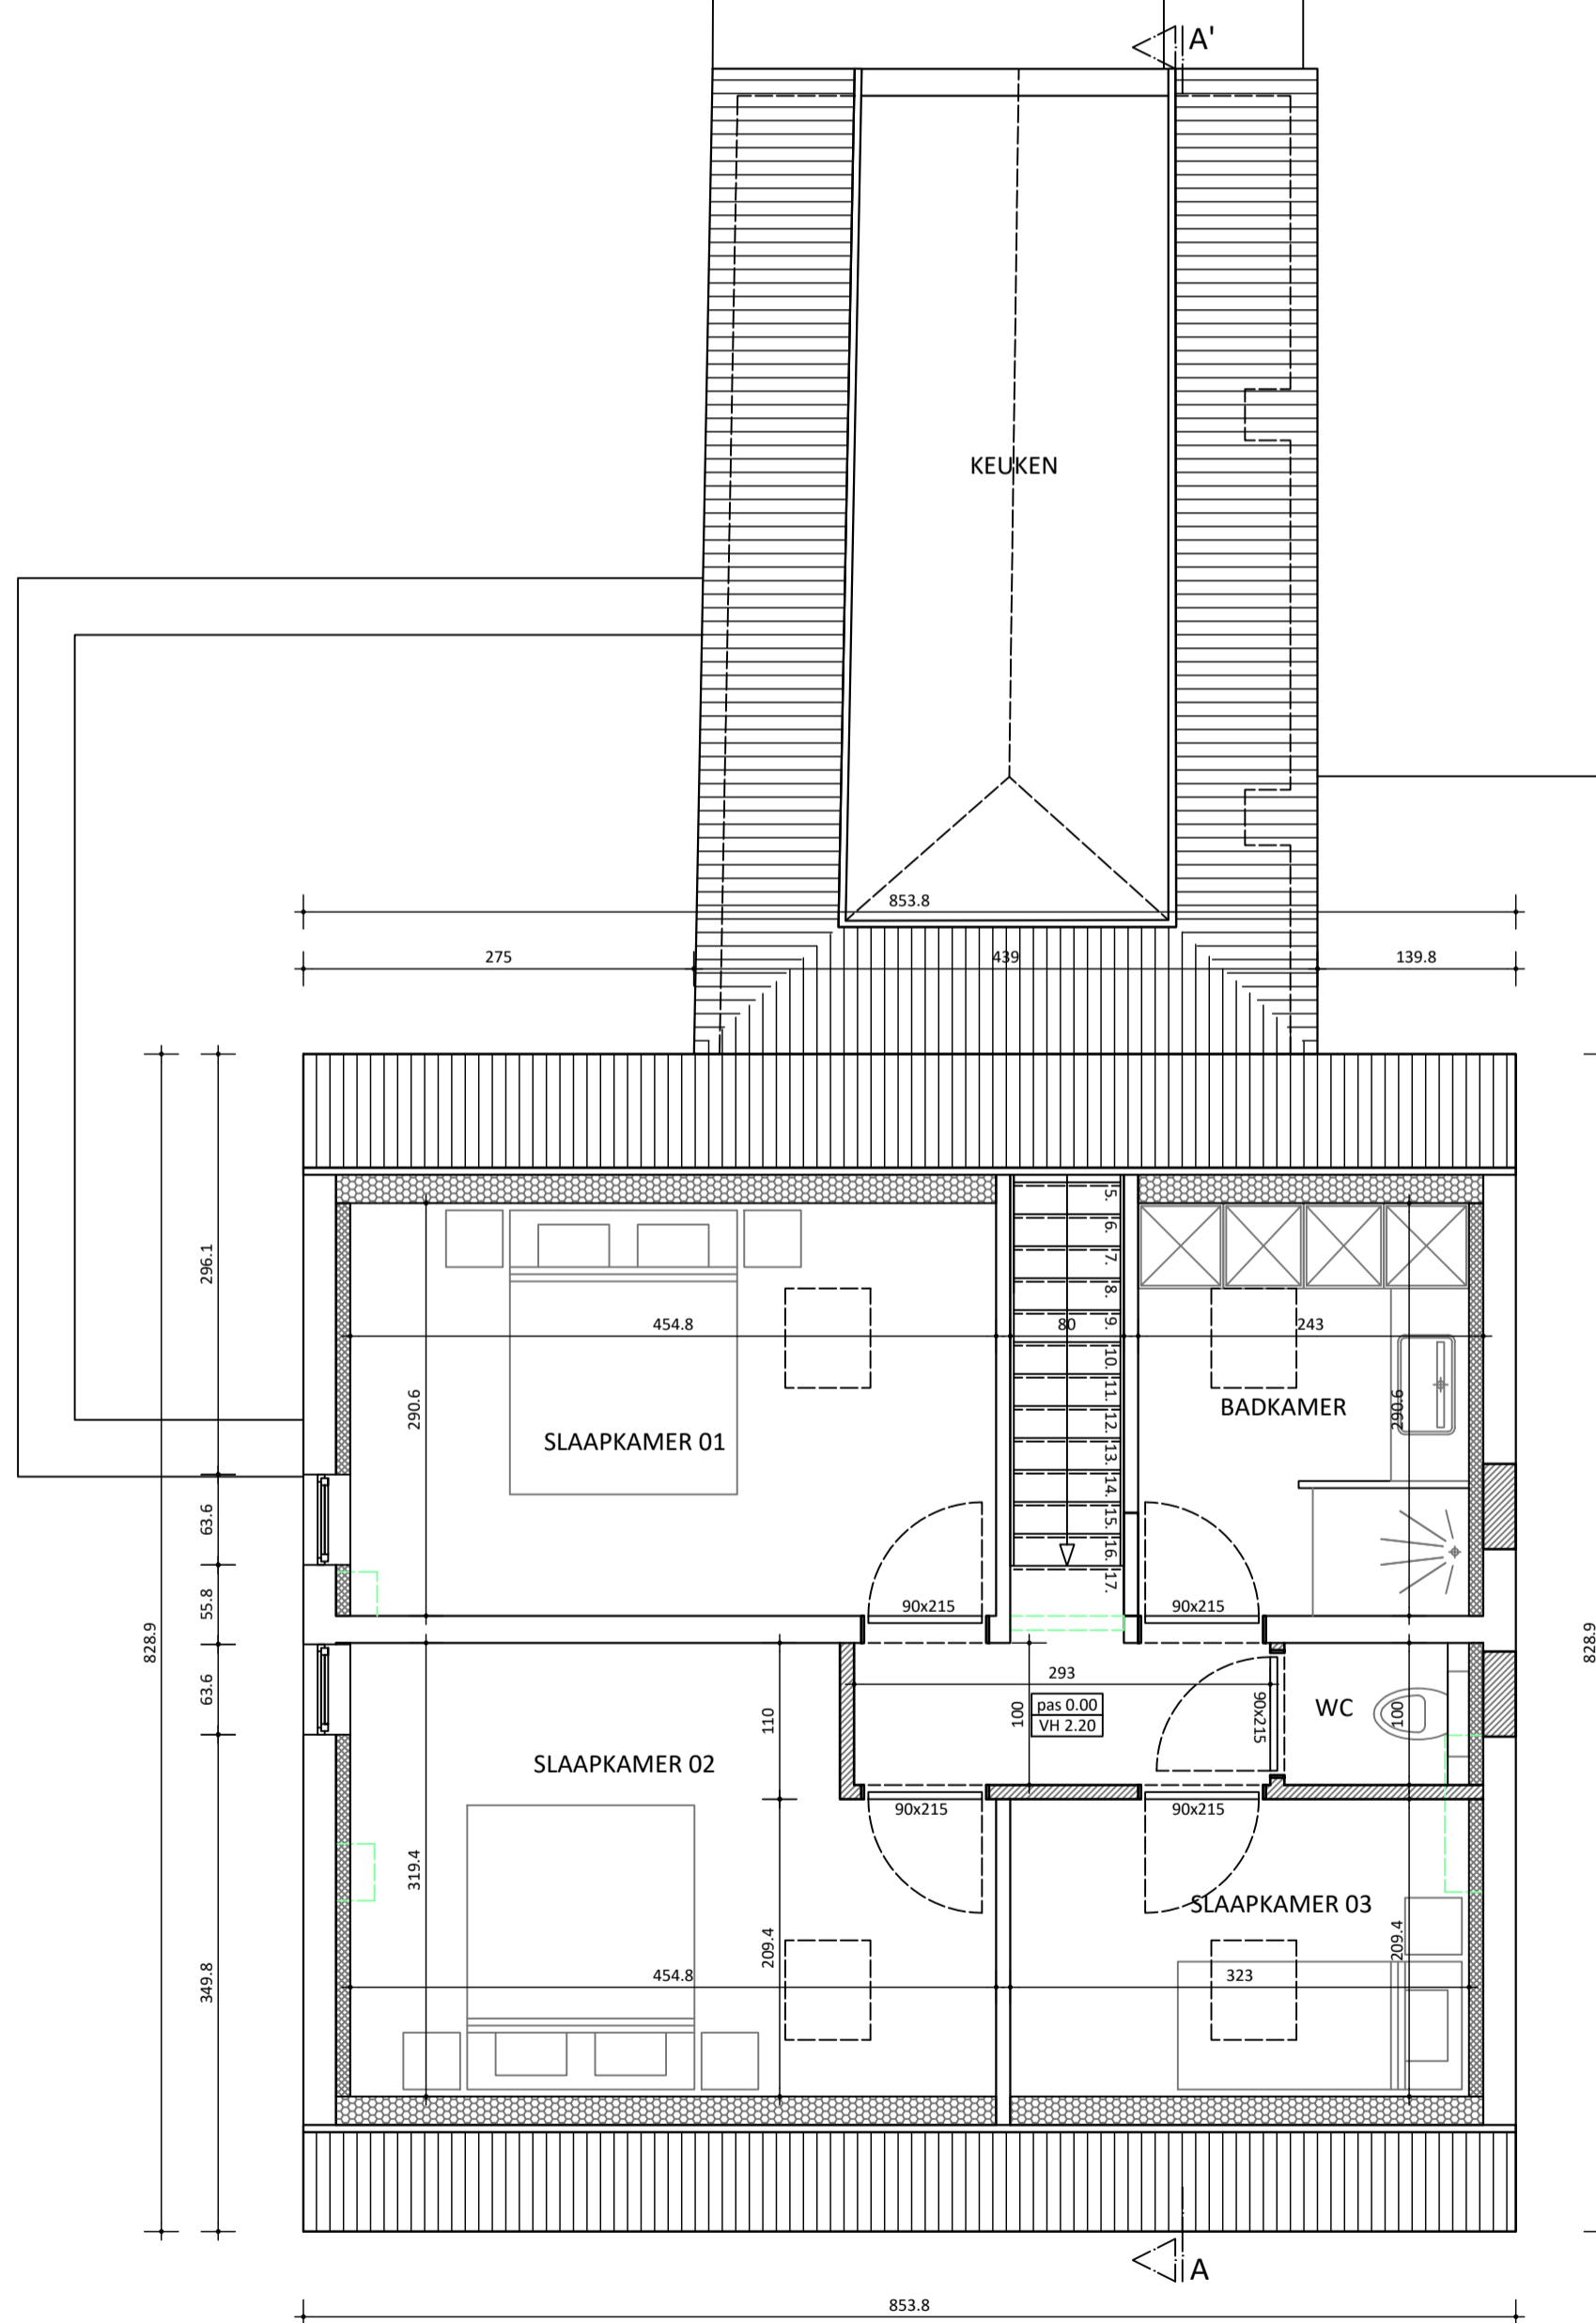 A'
KEUKEN
853.8
275
439
139.8
5.
6.
7.
8.
9.
10.
11.
12.
13.
14.
15.
16.
17.
296.1
454.8
80
243
290.6
290.6
BADKAMER
SLAAPKAMER 01
63.6
55.8
90x215
90x215
828.9
828.9
63.6
293
110
100
pas 0.00
VH 2.20
90x215
WC
100
SLAAPKAMER 02
90x215
90x215
319.4
SLAAPKAMER 03
209.4
209.4
349.8
454.8
323
A
853.8